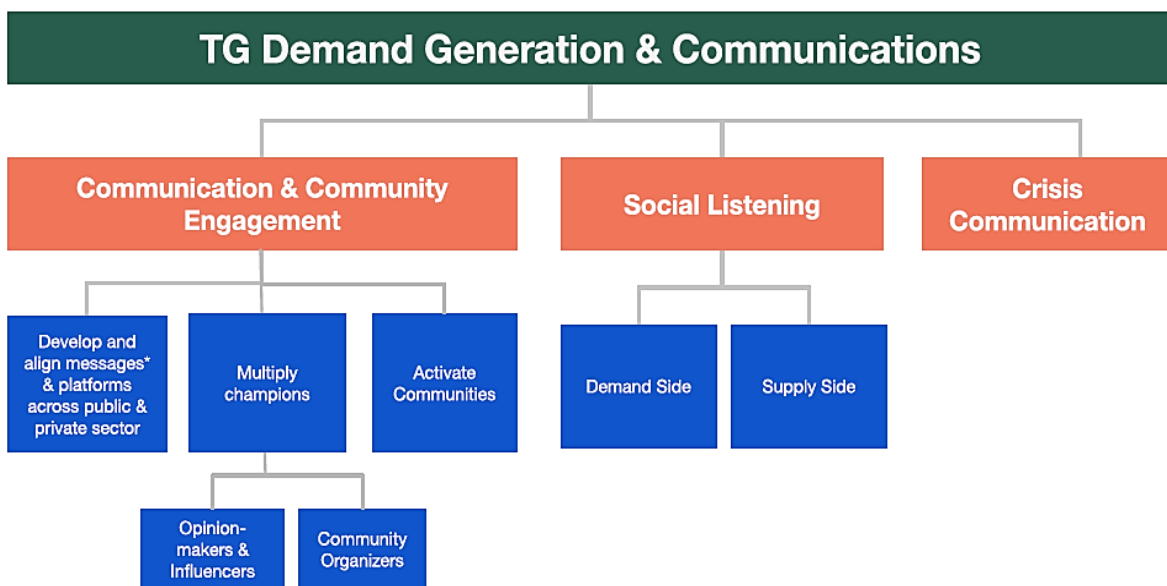 TG Demand Generation & Communications
Communication & Community
Engagement
Social Listening
Crisis
Communication
Develop and
align messages* 
& platforms
across public &
private sector
Multiply
champions
Activate
Communities
Demand Side
Supply Side
Opinion-
makers &
Influencers
Community
Organizers